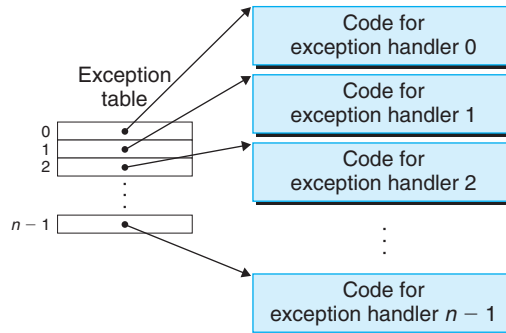 Code for
exception handler 0
Exception
table
Code for
exception handler 1
0
1
2
Code for
exception handler 2
n – 1
Code for
exception handler n – 1